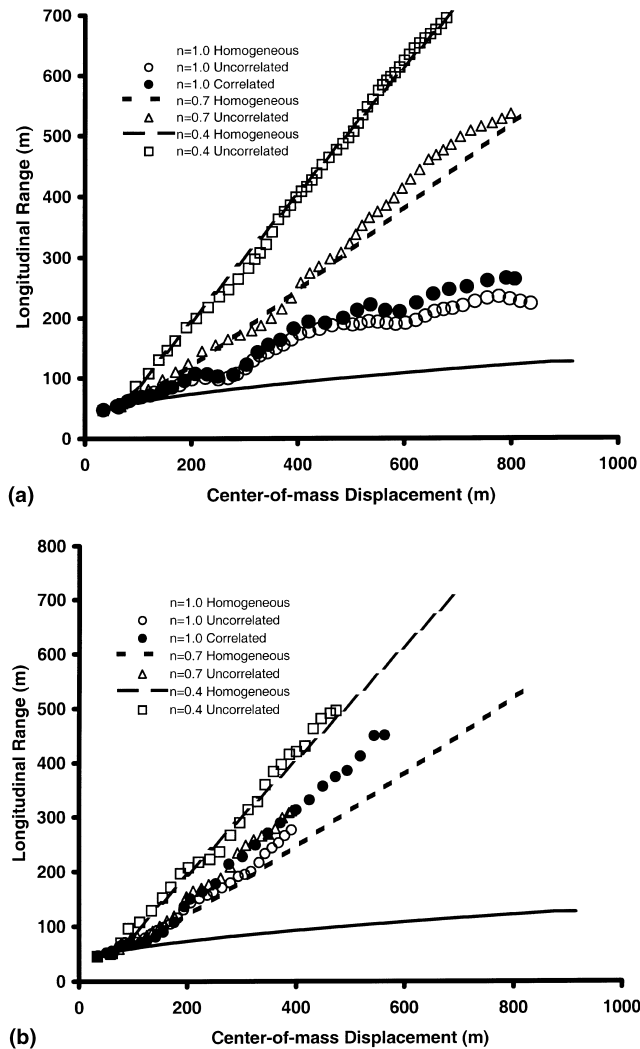 700
600
500
400
300
200
100
0
Longitudinal Range (m)
n=1.0 Homogeneous
n=1.0 Uncorrelated
n=1.0 Correlated
n=0.7 Homogeneous
n=0.7 Uncorrelated
n=0.4 Homogeneous
n=0.4 Uncorrelated
0 200 400 600 800 1000
(a)
Center-of-mass Displacement (m)
800
700
600
500
400
300
200
100
0
Longitudinal Range (m)
n=1.0 Homogeneous
n=1.0 Uncorrelated
n=1.0 Correlated
n=0.7 Homogeneous
n=0.7 Uncorrelated
n=0.4 Homogeneous
n=0.4 Uncorrelated
0 200 400 600 800 1000
(b)
Center-of-mass Displacement (m)